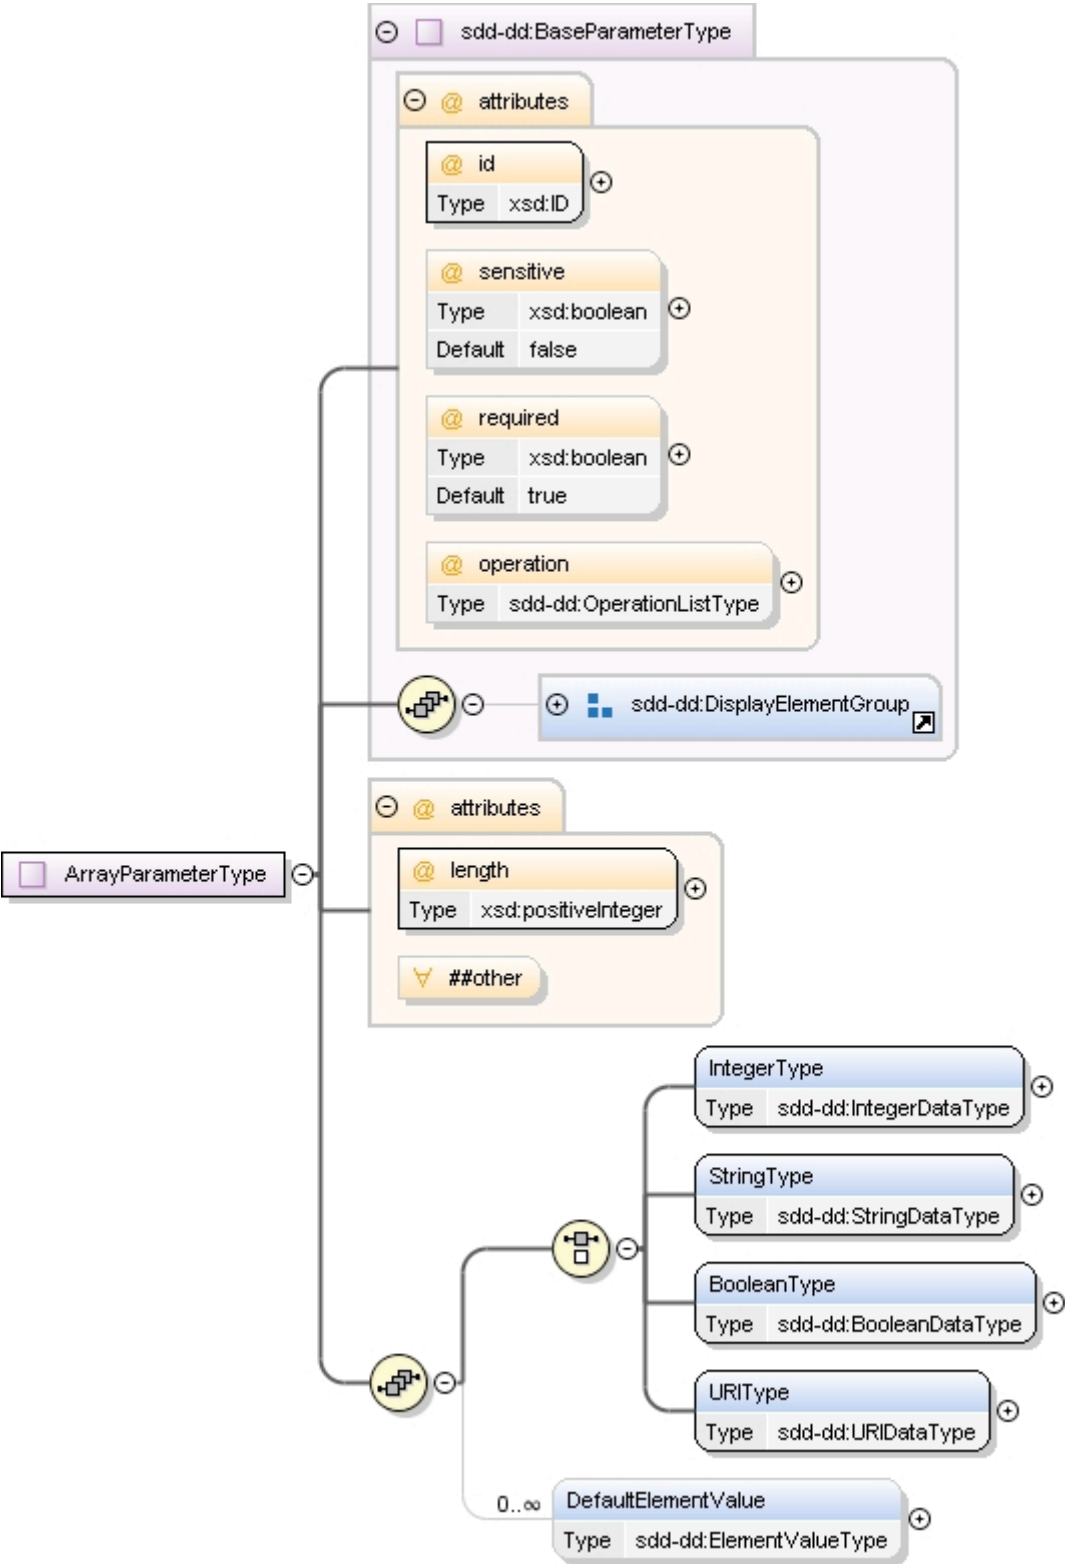 sdd-dd:BaseParameterType
@ attributes
@ id
Type xsd:ID
@ sensitive
Type xsd:boolean
Default false
@ required
Type xsd:boolean
Default true
@ operation
Type sdd-dd:OperationListType
sdd-dd:DisplayElementGroup
@ attributes
ArrayParameterType
@ length
Type xsd:positiveInteger
∀ ##other
IntegerType
Type sdd-dd:IntegerDataType
StringType
Type sdd-dd:StringDataType
BooleanType
Type sdd-dd:BooleanDataType
URIType
Type sdd-dd:URIDataType
0..∞
DefaultElementValue
Type sdd-dd:ElementValueType